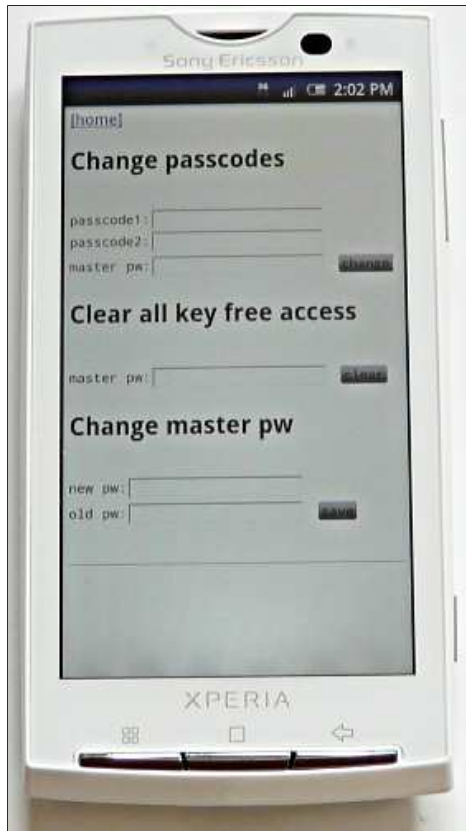 Sony Ericsson
2:02 PM
[home]
Change passcodes
passcode1:
passcode2:
master pw: change
Clear all key free access
master pw: clear
Change master pw
new pw:
old pw: save
XPERIA